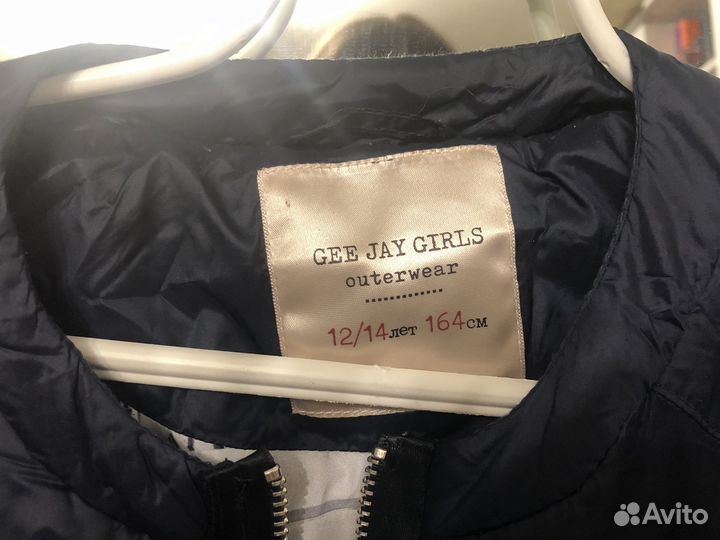 GEE JAY GIRLS
outerwear
12/14лет 164см
Avito